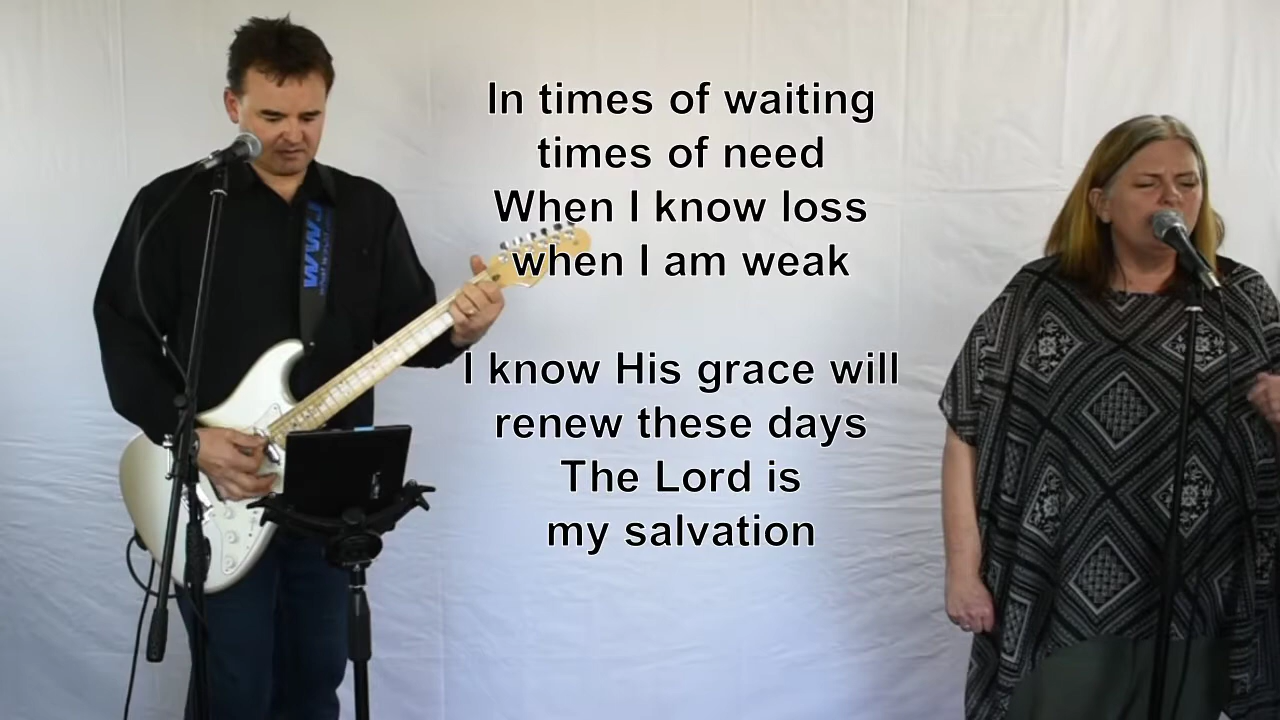 In times of waiting
times of need
When I know loss
when I am weak
I know His grace will
renew these days
The Lord is
my salvation